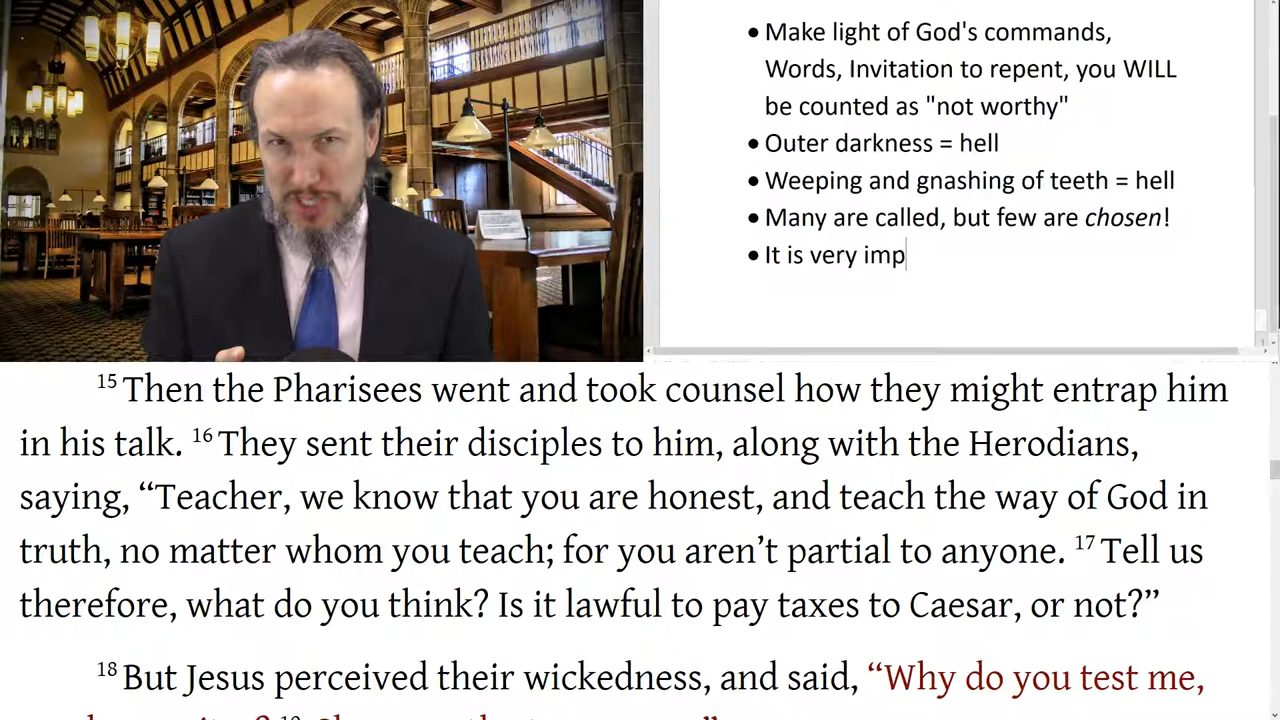 • Make light of God's commands,
Words, Invitation to repent, you WILL
be counted as "not worthy"
• Outer darkness = hell
• Weeping and gnashing of teeth = hell
• Many are called, but few are chosen!
• It is very imp
15 Then the Pharisees went and took counsel how they might entrap him
in his talk. 16 They sent their disciples to him, along with the Herodians,
saying, “Teacher, we know that you are honest, and teach the way of God in
truth, no matter whom you teach; for you aren’t partial to anyone. 17 Tell us
therefore, what do you think? Is it lawful to pay taxes to Caesar, or not?”
18 But Jesus perceived their wickedness, and said, “Why do you test me,